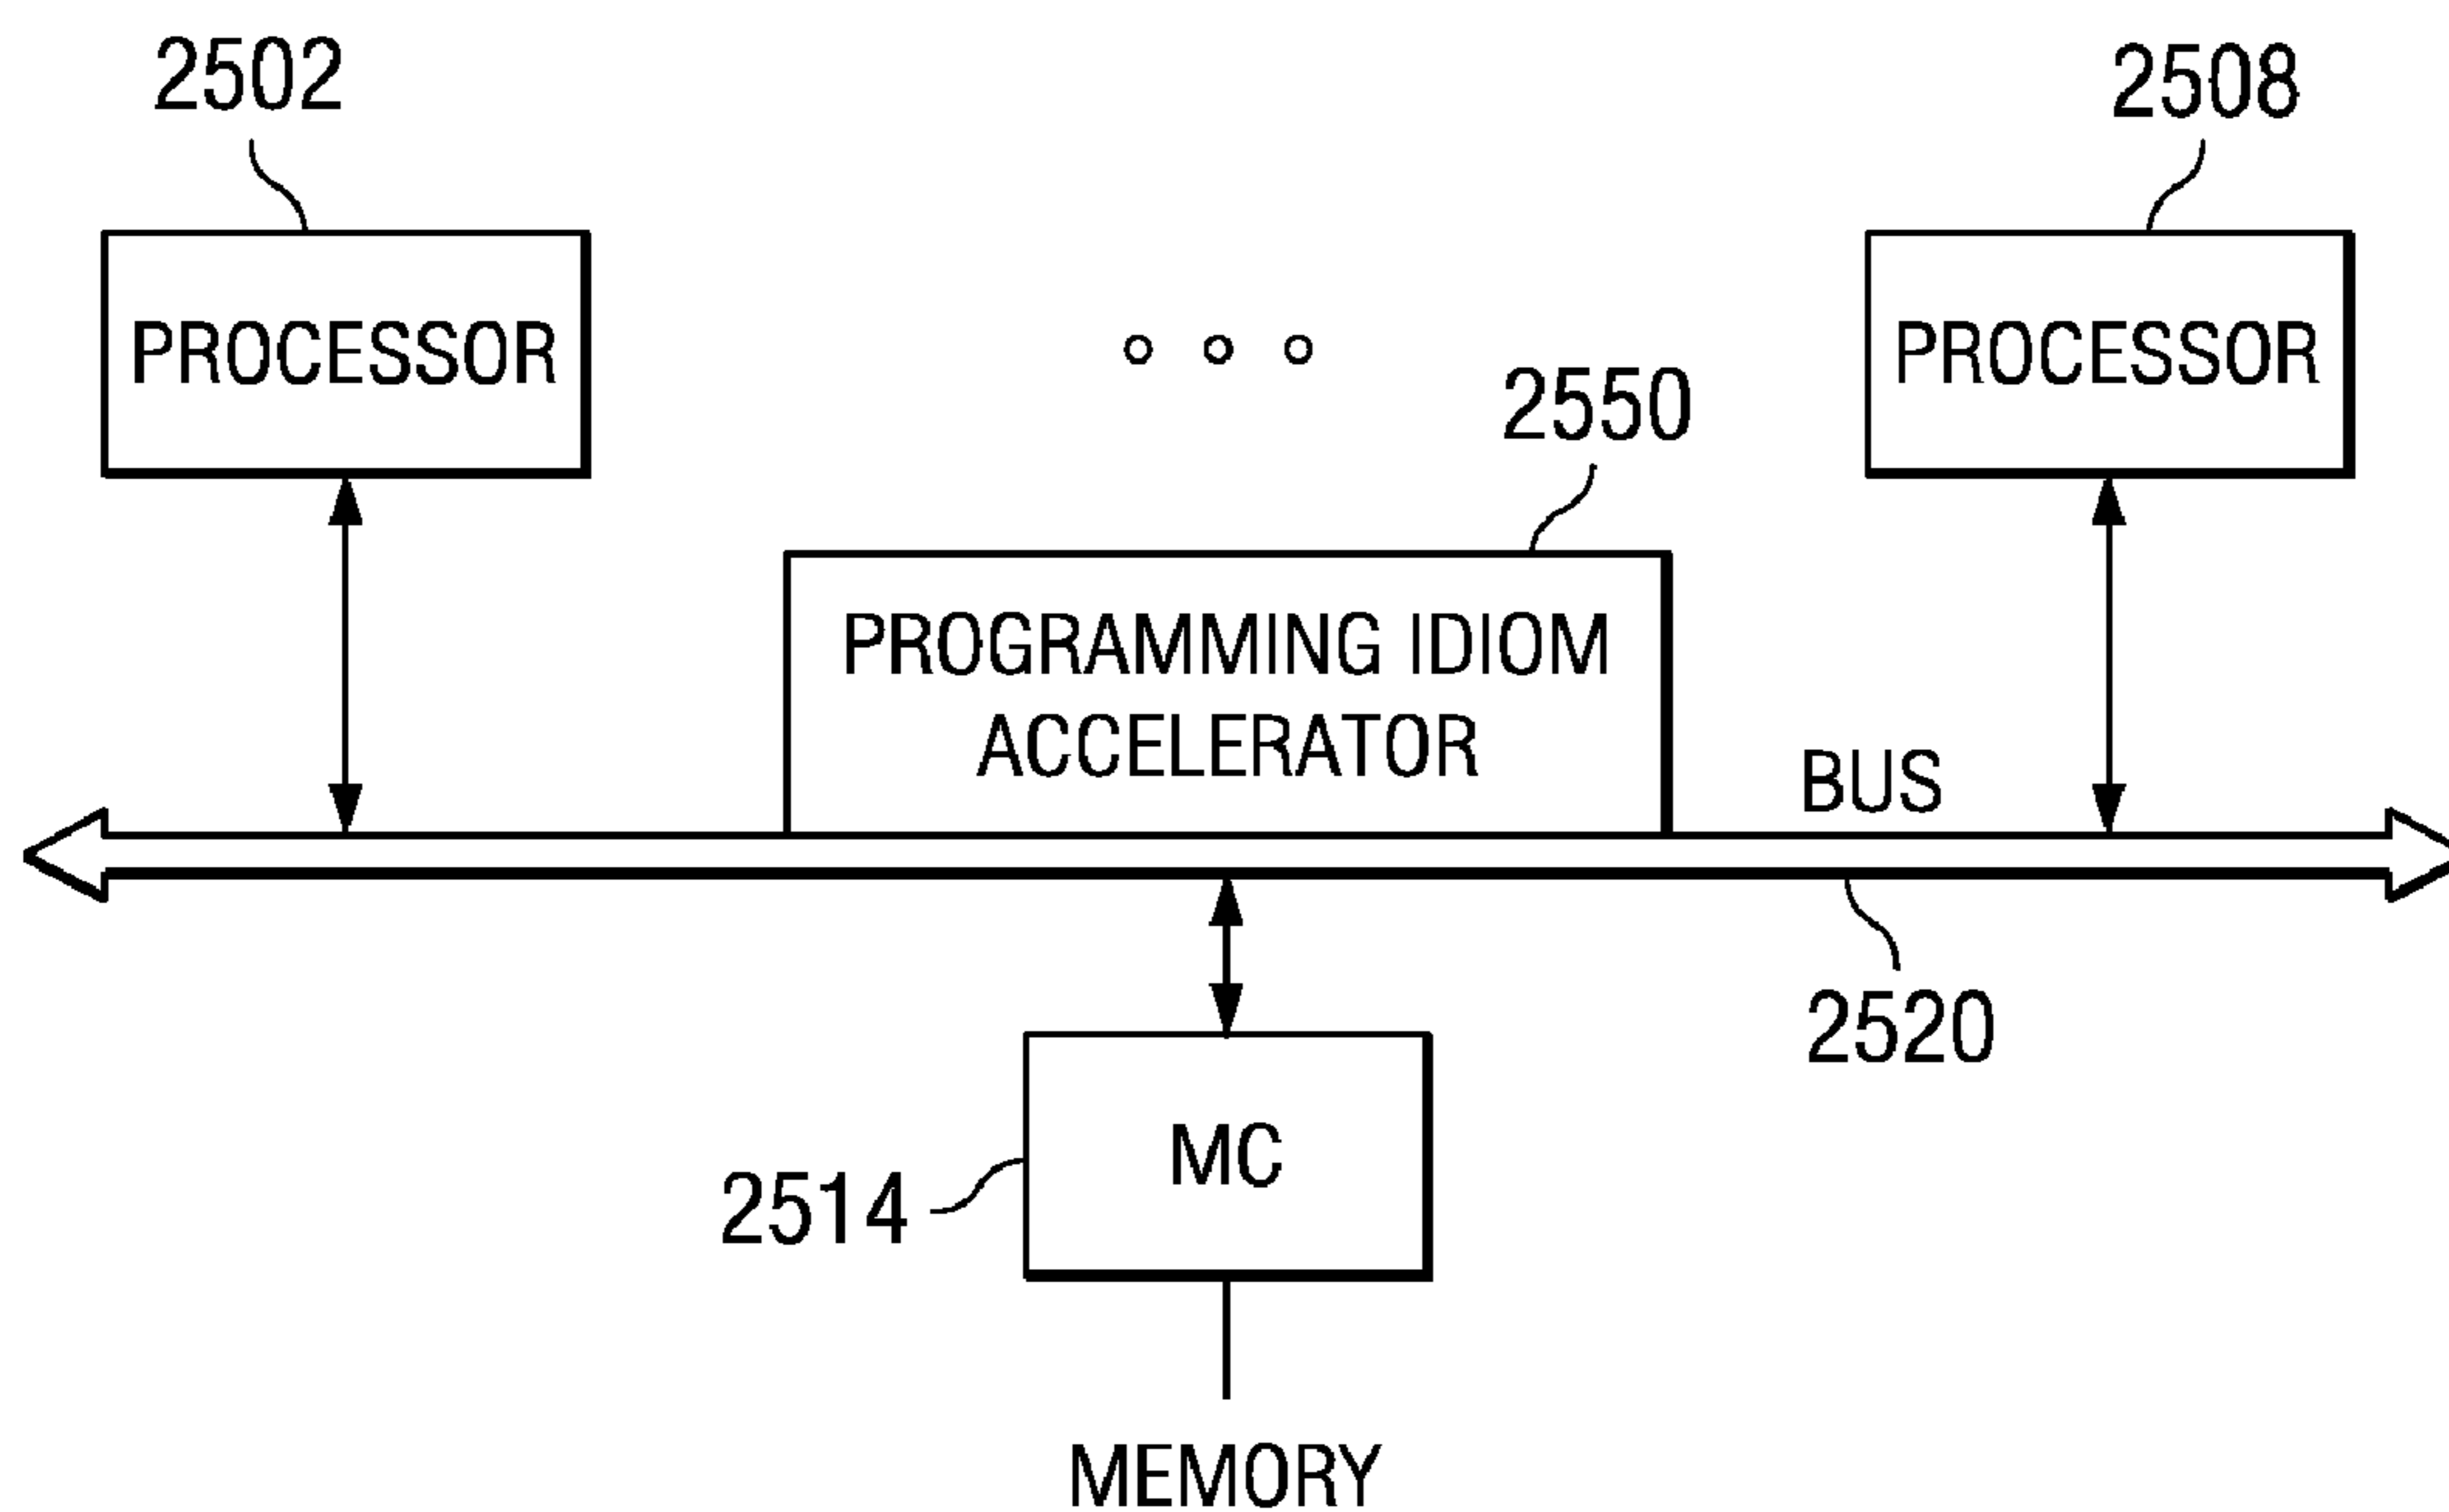 2502
2508
PROCESSOR
PROCESSOR
2550
PROGRAMMING IDIOM
ACCELERATOR
BUS
2520
MC
2514
MEMORY